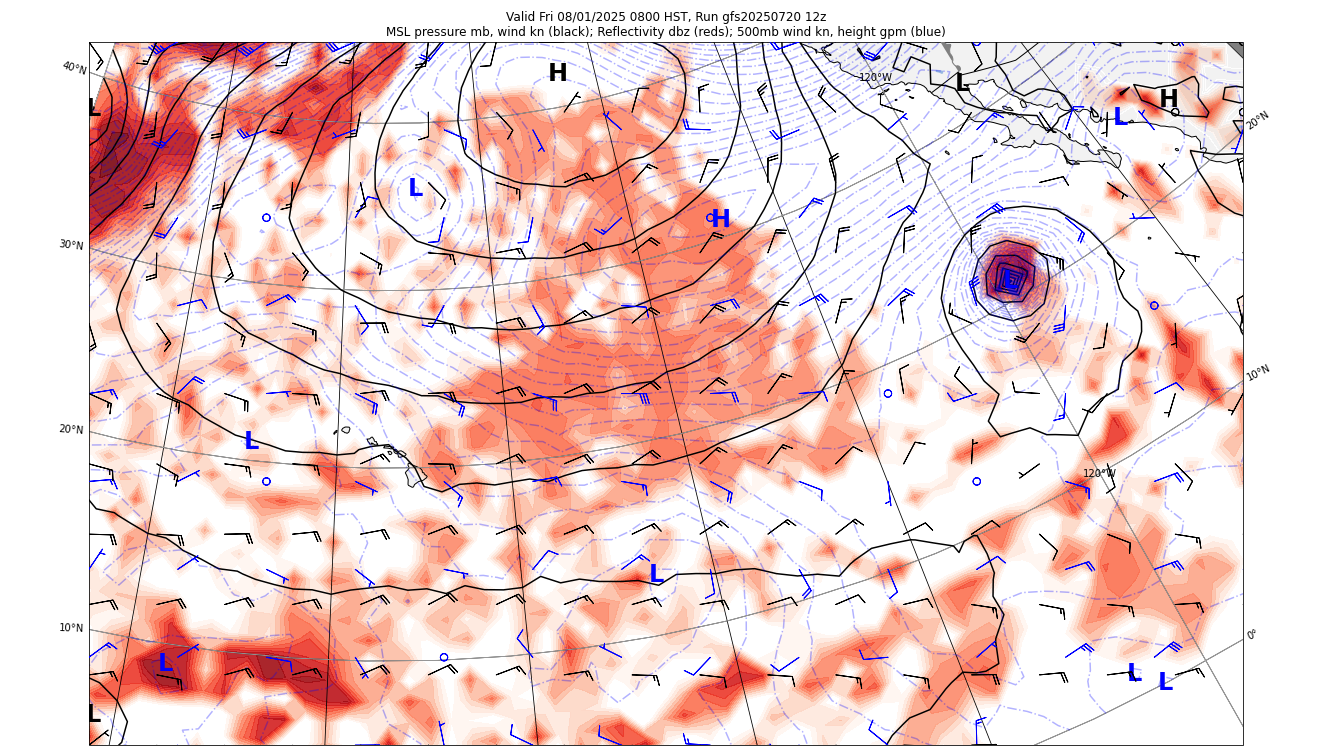 Valid Fri 08/01/2025 0800 HST, Run gfs20250720 12z
MSL pressure mb, wind kn (black); Reflectivity dbz (reds); 500mb wind kn, height gpm (blue)
40°N
H
120°W
L
H
L
L
20°N
L
H
30°N
L
10°N
20°N
L
120°W
L
10°N
0°
L
L
L
L